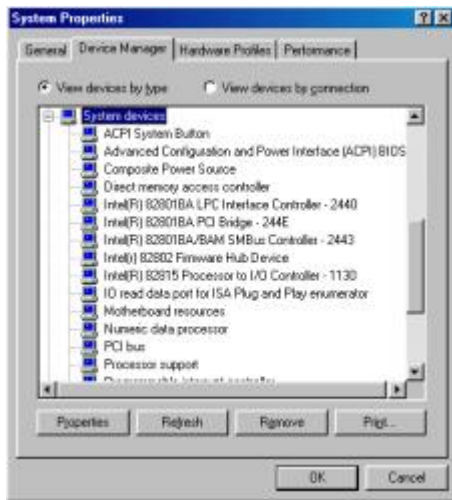 System Properties
General
Device Manager
Hardware Profiles
Performance
View devices by type
View devices by connection
System devices
ACPI System Button
Advanced Configuration and Power Interface (ACPI) BIOS
Composite Power Source
Direct memory access controller
Intel(R) 82801BA LPC Interface Controller - 2440
Intel(R) 82801BA PCI Bridge - 244E
Intel(R) 82801BA/BAM SMBus Controller - 2443
Intel(r) 82802 Firmware Hub Device
Intel(R) 82815 Processor to I/O Controller - 1130
IO read data port for ISA Plug and Play enumerator
Motherboard resources
Numeric data processor
PCI bus
Processor support
Programmable interrupt controller
Properties
Refresh
Remove
Print...
OK
Cancel